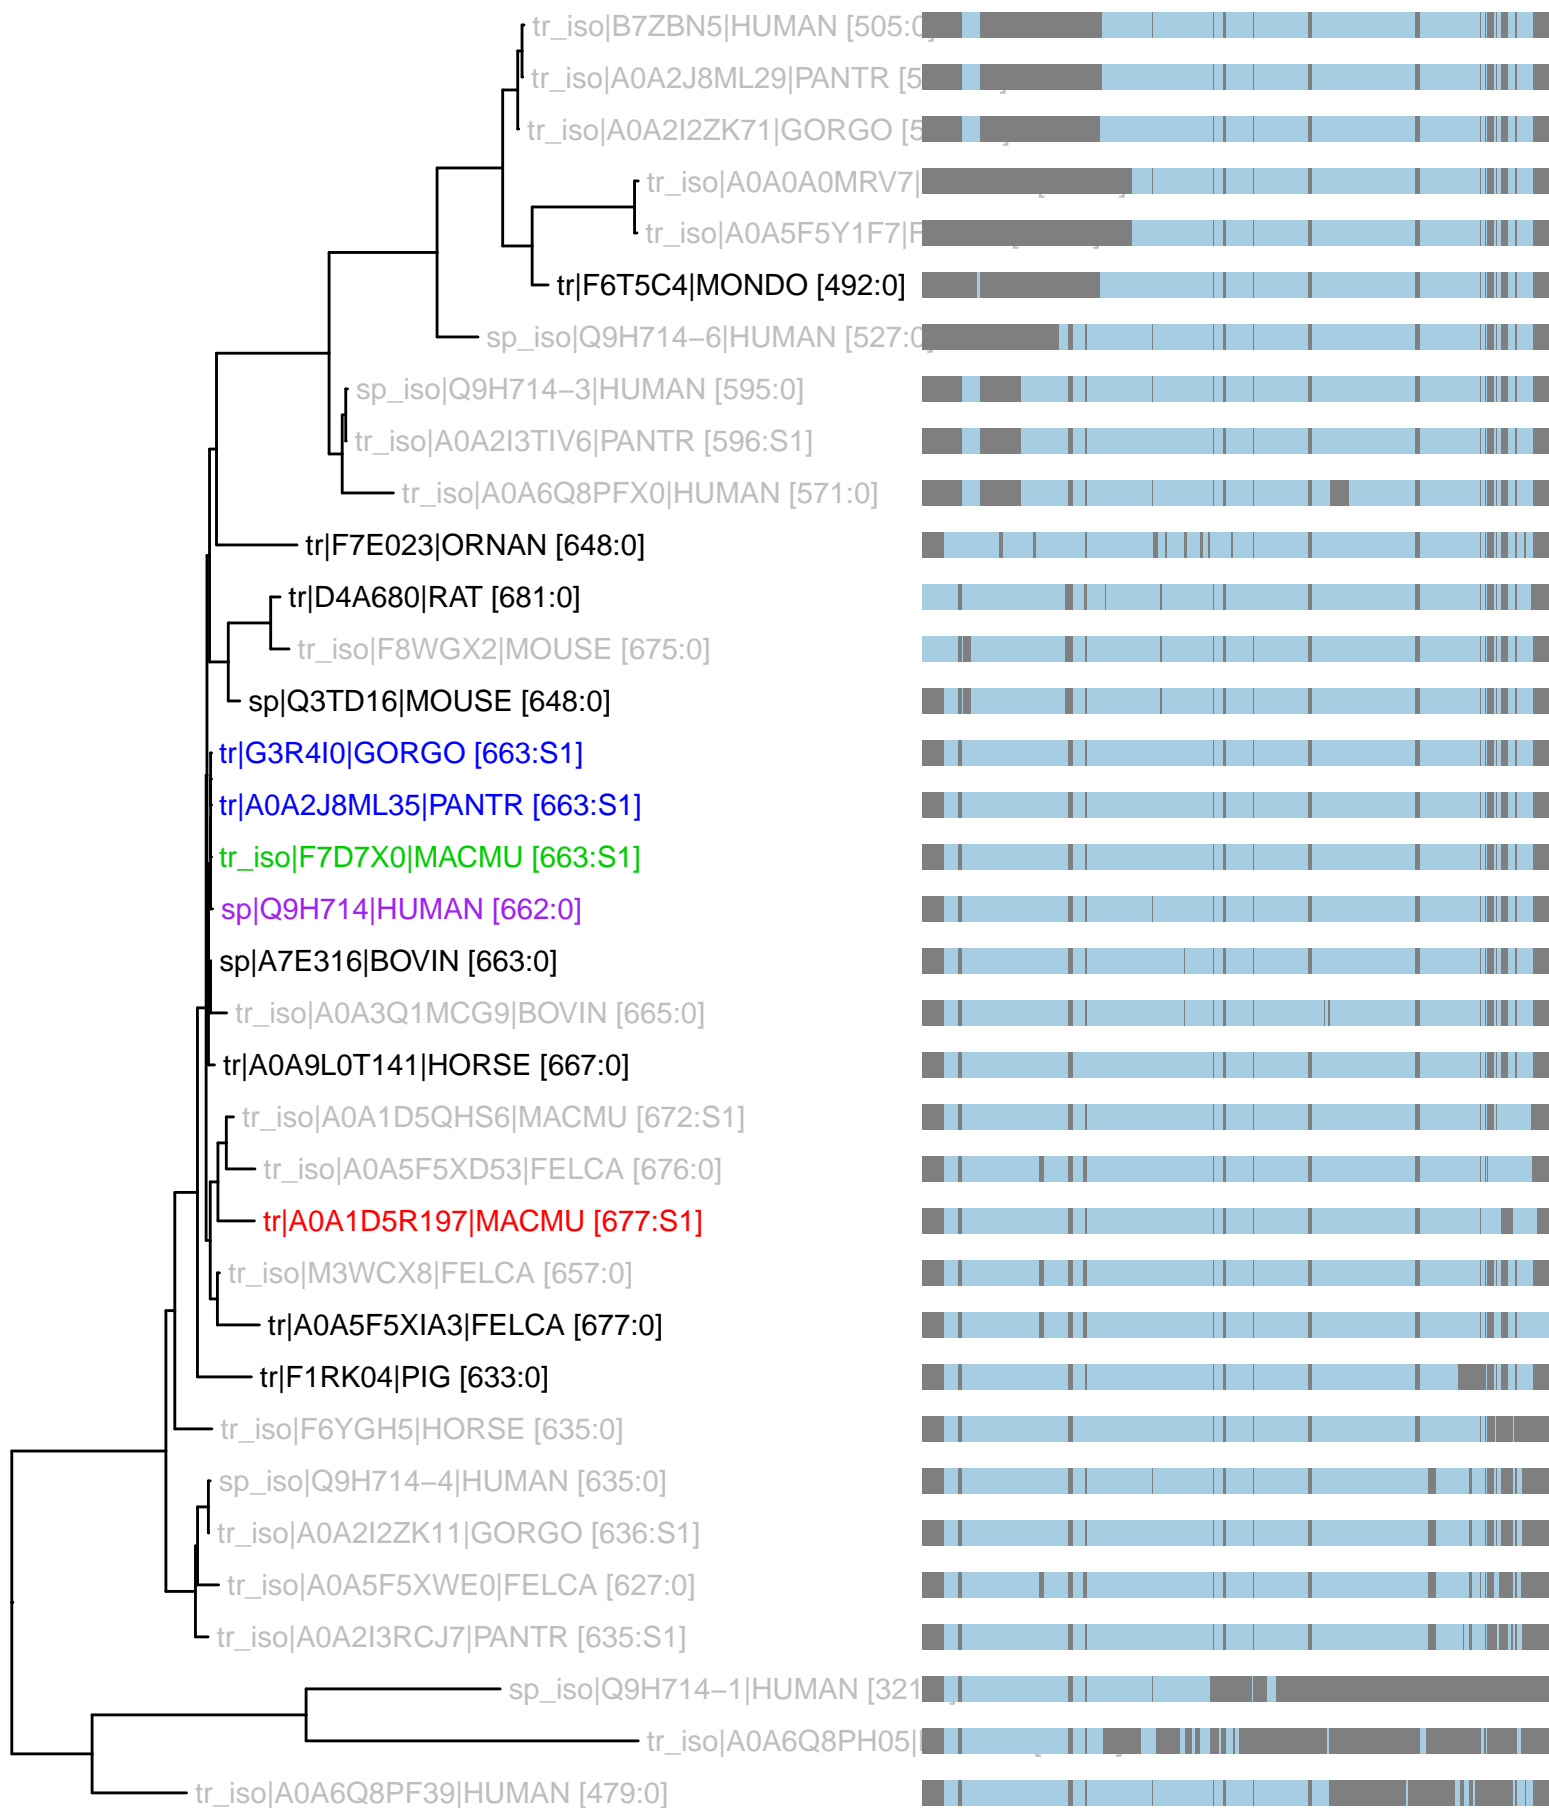 tr_iso|B7ZBN5|HUMAN [505:0
tr_iso|A0A2J8ML29|PANTR [5
tr_iso|A0A2I2ZK71|GORGO [5
tr_iso|A0A0A0MRV7|
tr_iso|A0A5F5Y1F7|F
tr|F6T5C4|MONDO [492:0]
sp_iso|Q9H714−6|HUMAN [527:0
sp_iso|Q9H714−3|HUMAN [595:0]
tr_iso|A0A2I3TIV6|PANTR [596:S1]
tr_iso|A0A6Q8PFX0|HUMAN [571:0]
tr|F7E023|ORNAN [648:0]
tr|D4A680|RAT [681:0]
tr_iso|F8WGX2|MOUSE [675:0]
sp|Q3TD16|MOUSE [648:0]
tr|G3R4I0|GORGO [663:S1]
tr|A0A2J8ML35|PANTR [663:S1]
tr_iso|F7D7X0|MACMU [663:S1]
sp|Q9H714|HUMAN [662:0]
sp|A7E316|BOVIN [663:0]
tr_iso|A0A3Q1MCG9|BOVIN [665:0]
tr|A0A9L0T141|HORSE [667:0]
tr_iso|A0A1D5QHS6|MACMU [672:S1]
tr_iso|A0A5F5XD53|FELCA [676:0]
tr|A0A1D5R197|MACMU [677:S1]
tr_iso|M3WCX8|FELCA [657:0]
tr|A0A5F5XIA3|FELCA [677:0]
tr|F1RK04|PIG [633:0]
tr_iso|F6YGH5|HORSE [635:0]
sp_iso|Q9H714−4|HUMAN [635:0]
tr_iso|A0A2I2ZK11|GORGO [636:S1]
tr_iso|A0A5F5XWE0|FELCA [627:0]
tr_iso|A0A2I3RCJ7|PANTR [635:S1]
sp_iso|Q9H714−1|HUMAN [321
tr_iso|A0A6Q8PH05|
tr_iso|A0A6Q8PF39|HUMAN [479:0]